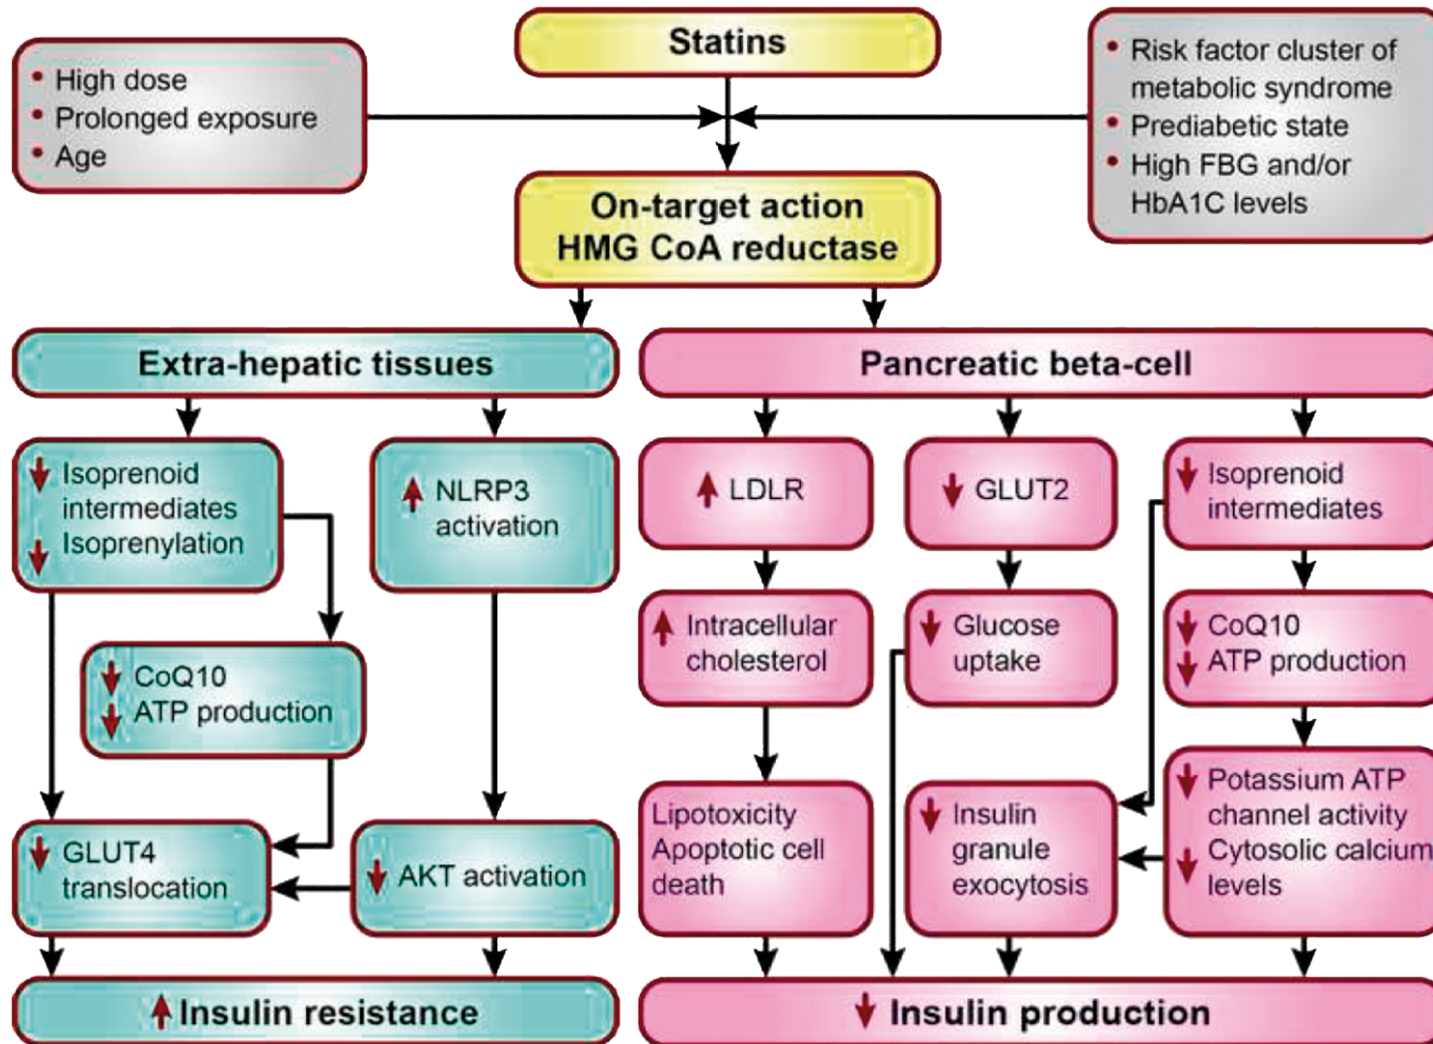 Statins
• High dose
• Prolonged exposure
• Age
• Risk factor cluster of
metabolic syndrome
• Prediabetic state
• High FBG and/or
HbA1C levels
On-target action
HMG CoA reductase
Extra-hepatic tissues
Pancreatic beta-cell
↓ Isoprenoid
intermediates
↓ Isoprenylation
↑ NLRP3
activation
↑ LDLR
↓ GLUT2
↓ Isoprenoid
intermediates
↓ CoQ10
↓ ATP production
↑ Intracellular
cholesterol
↓ Glucose
uptake
↓ CoQ10
↓ ATP production
↓ GLUT4
translocation
↓ AKT activation
Lipotoxicity
Apoptotic cell
death
↓ Insulin
granule
exocytosis
↓ Potassium ATP
channel activity
↓ Cytosolic calcium
levels
↑ Insulin resistance
↓ Insulin production